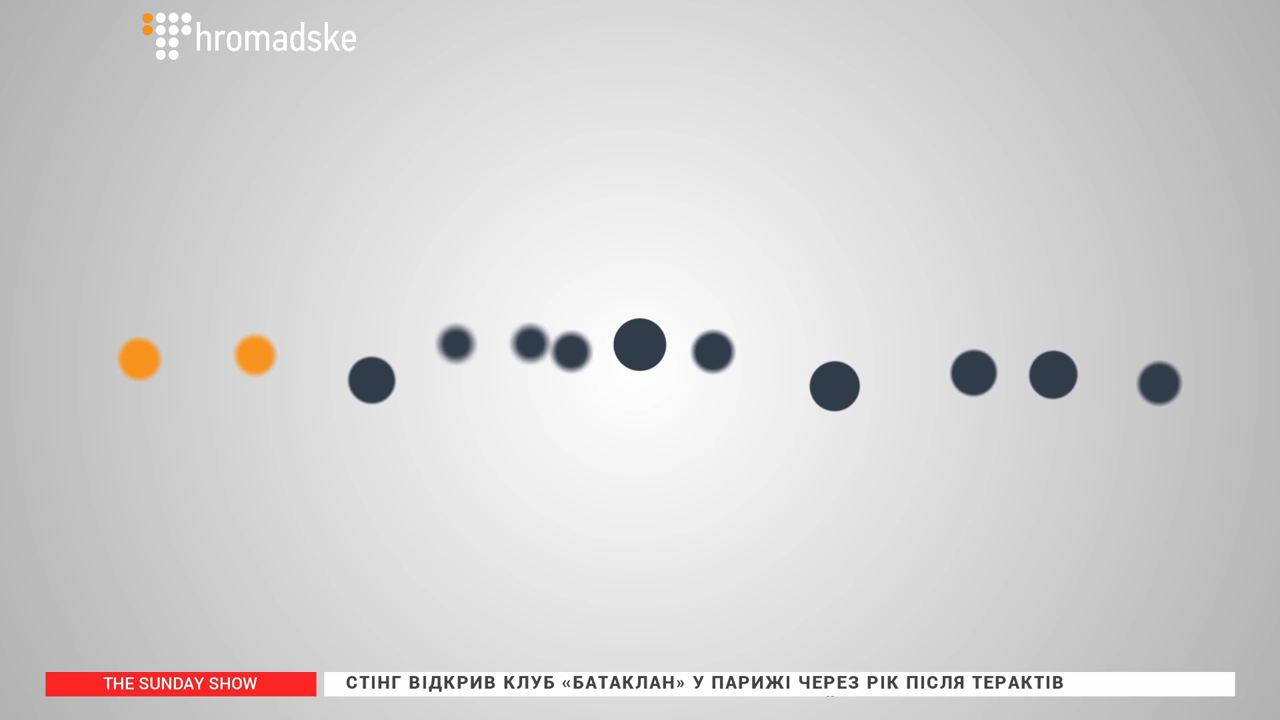 hromadske
THE SUNDAY SHOW
СТІНГ ВІДКРИВ КЛУБ «БАТАКЛАН» У ПАРИЖІ ЧЕРЕЗ РІК ПІСЛЯ ТЕРАКТІВ